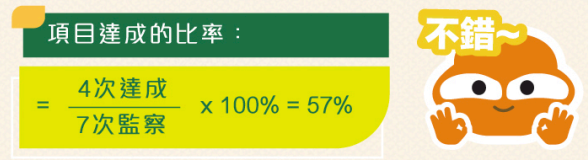 項目達成的比率：
不錯~
= 4次達成
7次監察 x 100% = 57%